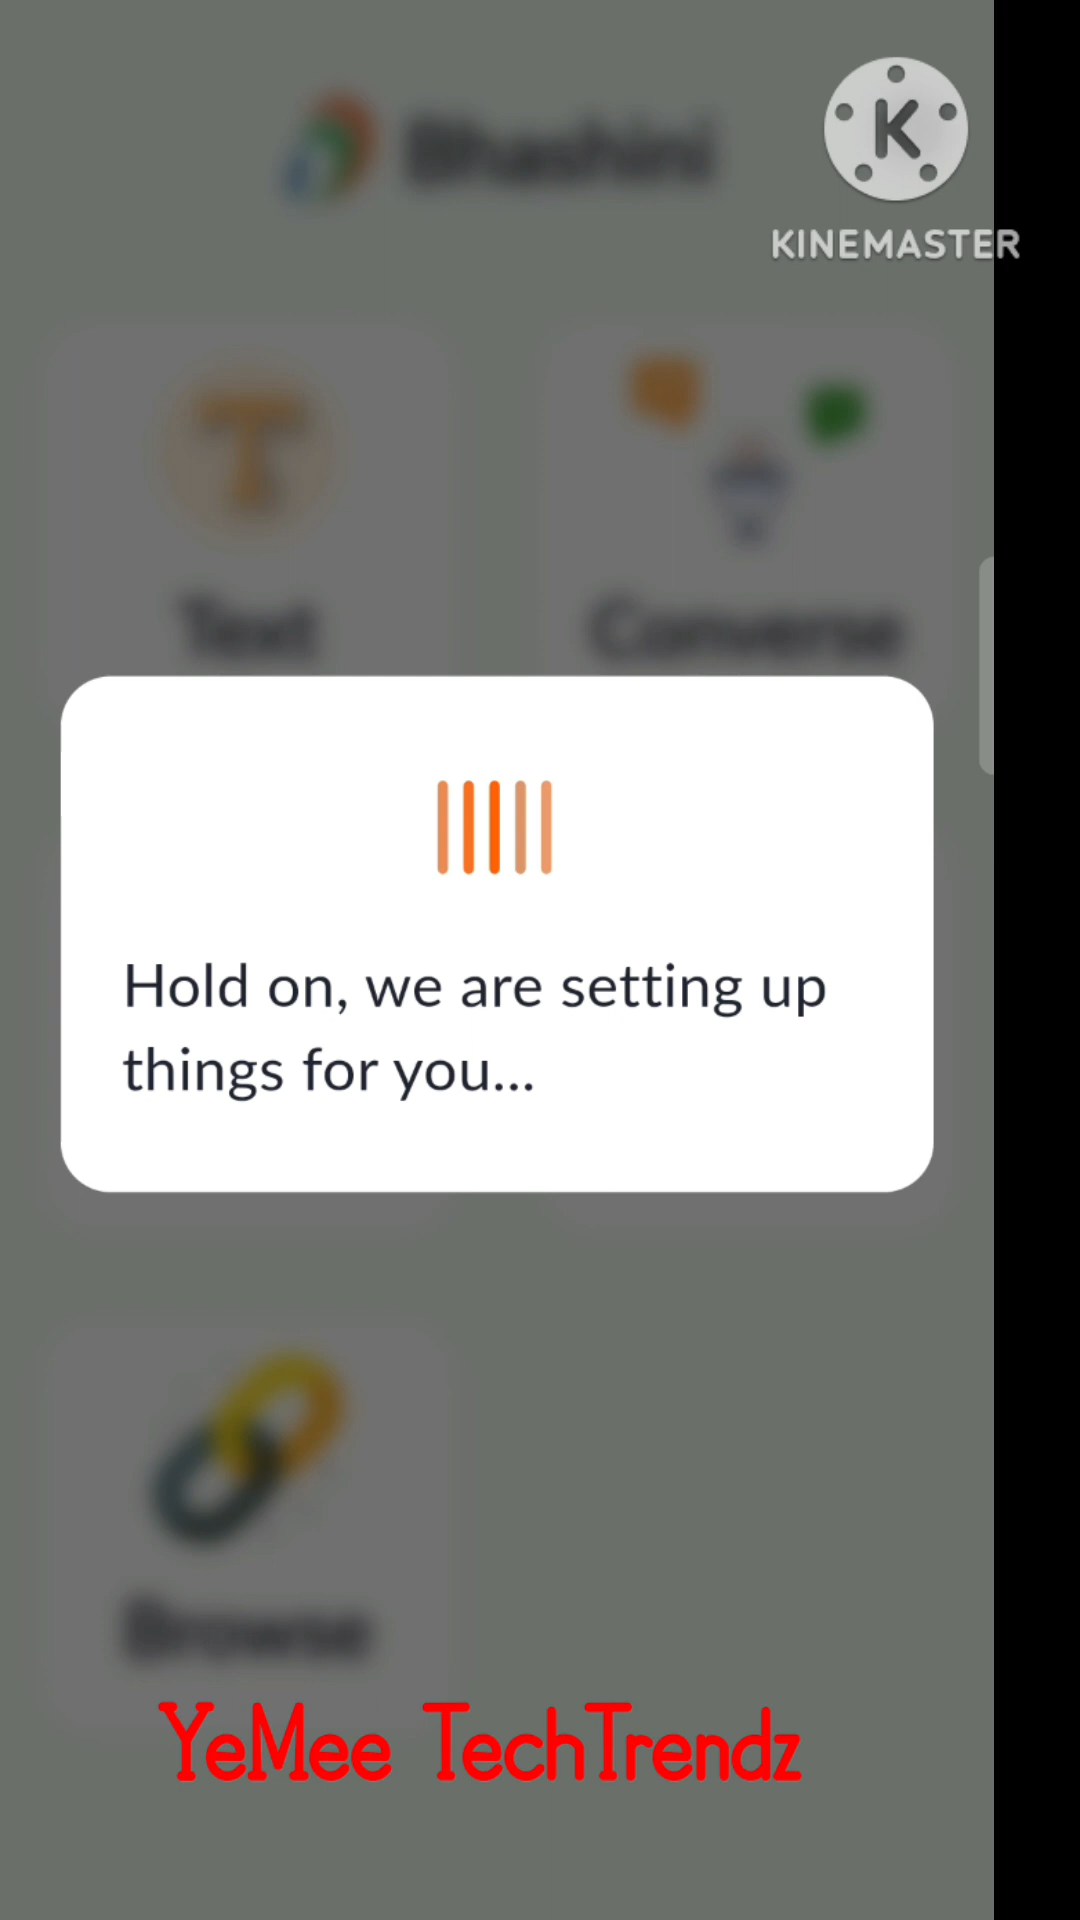 Bhashini
K
KINEMASTER
Text
Converse
Hold on, we are setting up
things for you...
Browse
YeMee TechTrendz